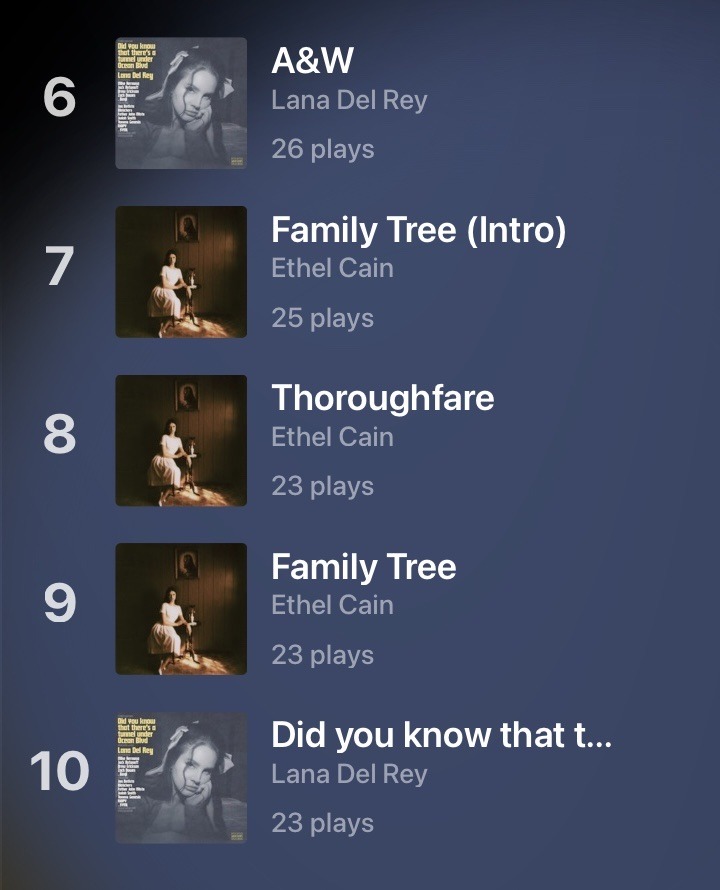 6
A&W
Lana Del Rey
26 plays
Did you know
that there's a
tunnel under
Ocean Blvd
Lana Del Rey
7
Family Tree (Intro)
Ethel Cain
25 plays
8
Thoroughfare
Ethel Cain
23 plays
9
Family Tree
Ethel Cain
23 plays
10
Did you know that t...
Lana Del Rey
23 plays
Did you know
that there's a
tunnel under
Ocean Blvd
Lana Del Rey